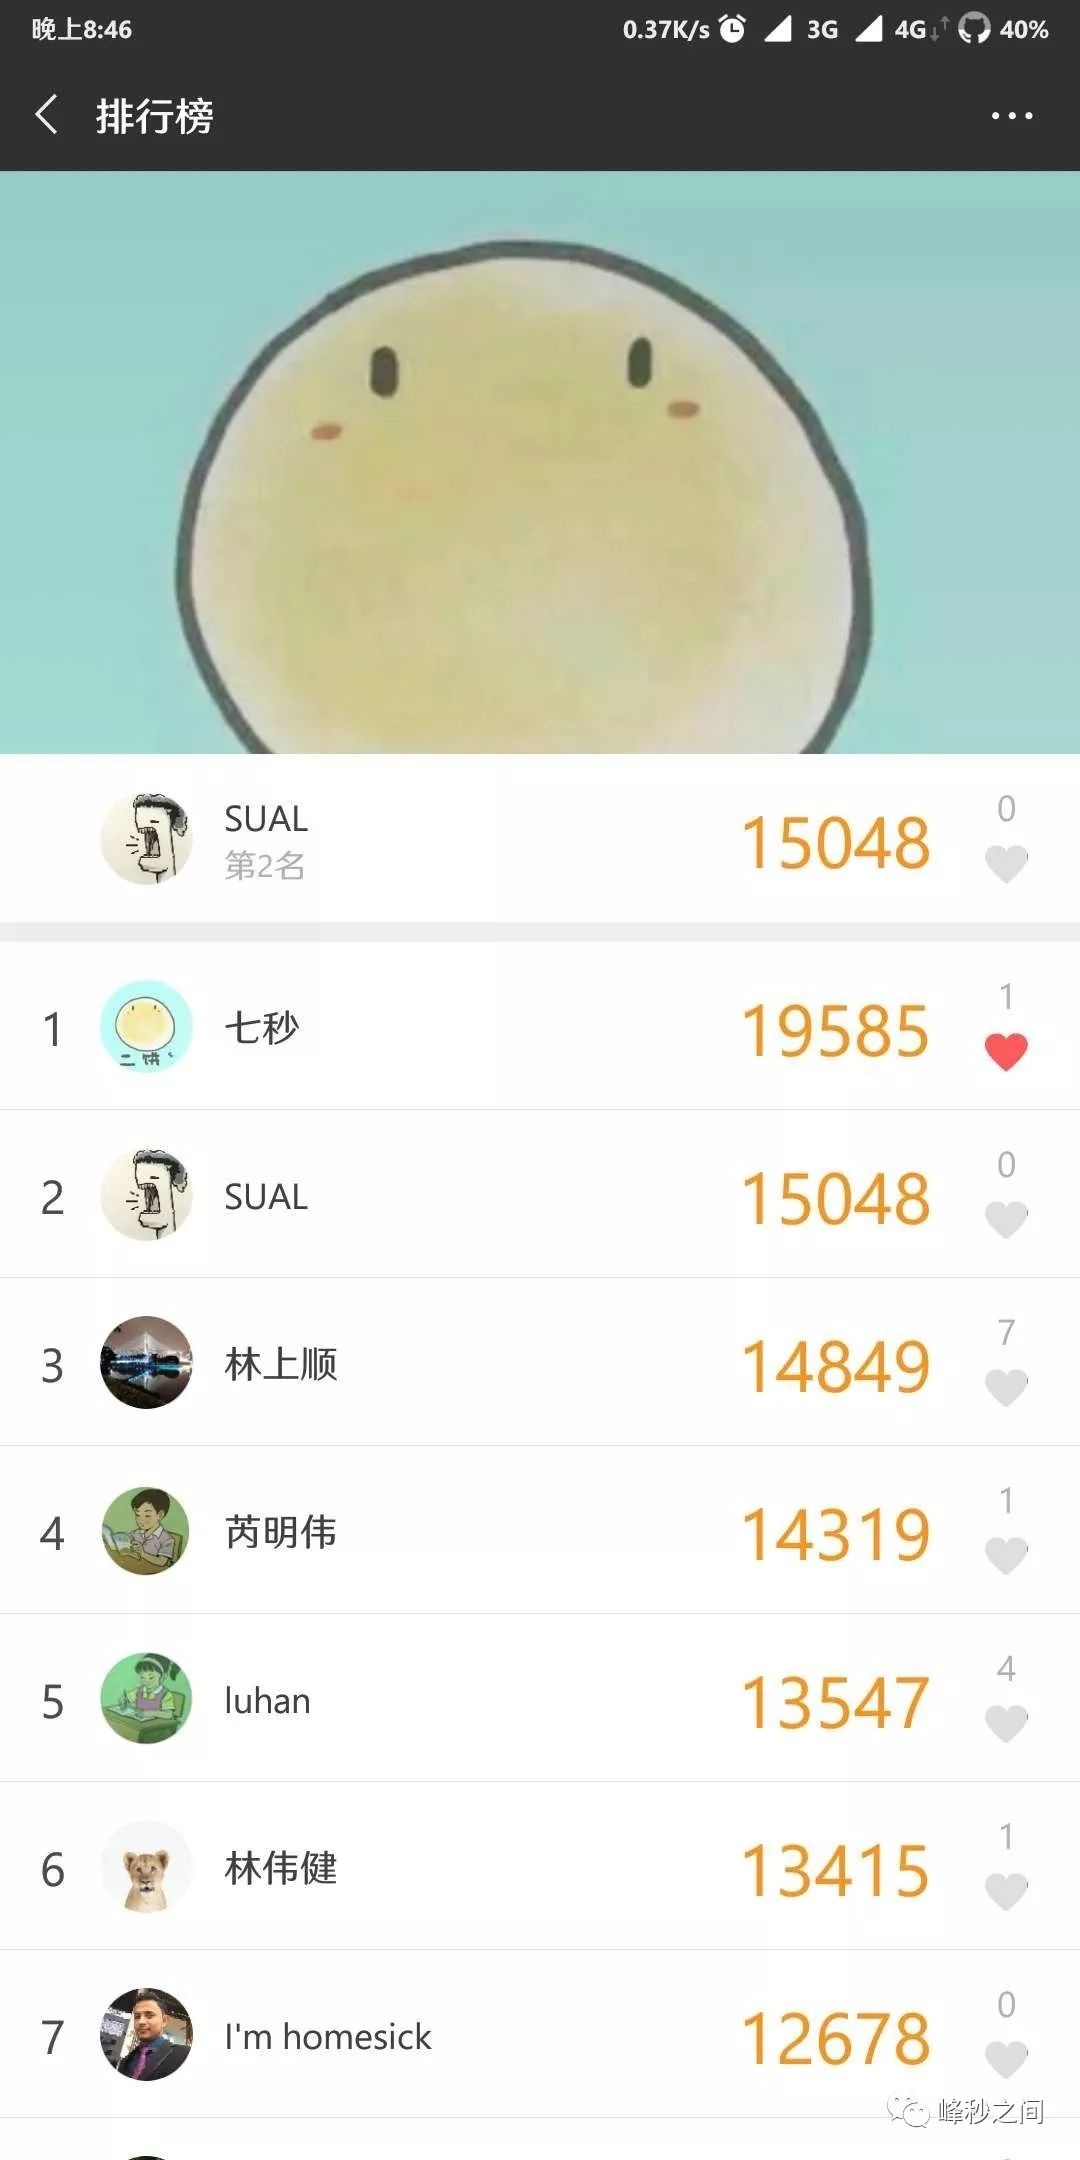 晚上8:46 0.37K/s 3G 4G 40%
排行榜
SUAL 15048 0
第2名
1 二饼 七秒 19585 1
2 SUAL 15048 0
3 林上顺 14849 7
4 芮明伟 14319 1
5 luhan 13547 4
6 林伟健 13415 1
7 I'm homesick 12678 0
峰秒之间